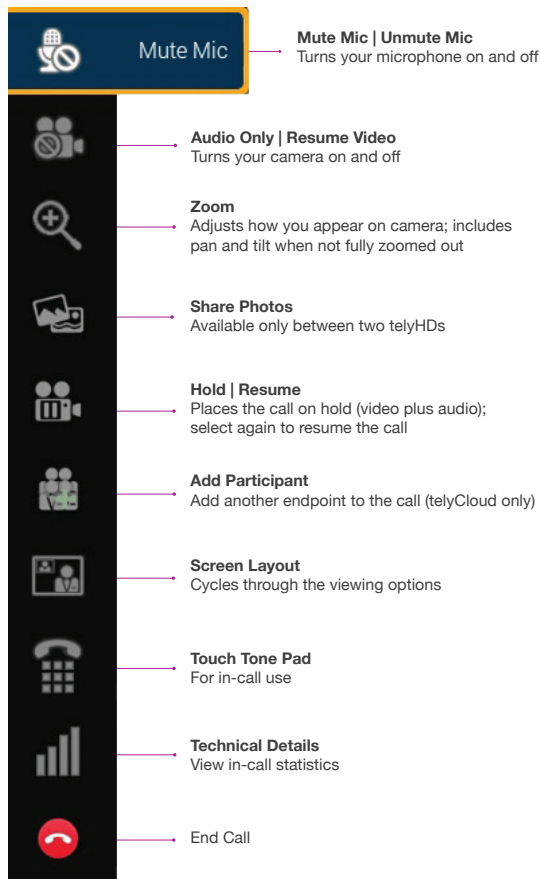 Mute Mic
Mute Mic | Unmute Mic
Turns your microphone on and off
Audio Only | Resume Video
Turns your camera on and off
Zoom
Adjusts how you appear on camera; includes
pan and tilt when not fully zoomed out
Share Photos
Available only between two telyHDs
Hold | Resume
Places the call on hold (video plus audio);
select again to resume the call
Add Participant
Add another endpoint to the call (telyCloud only)
Screen Layout
Cycles through the viewing options
Touch Tone Pad
For in-call use
Technical Details
View in-call statistics
End Call